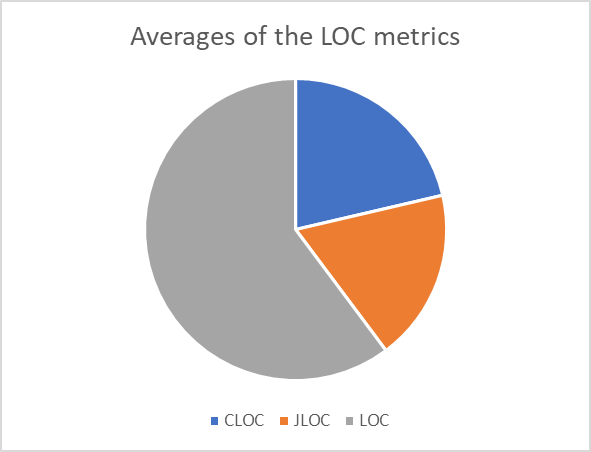 Averages of the LOC metrics
CLOC JLOC LOC